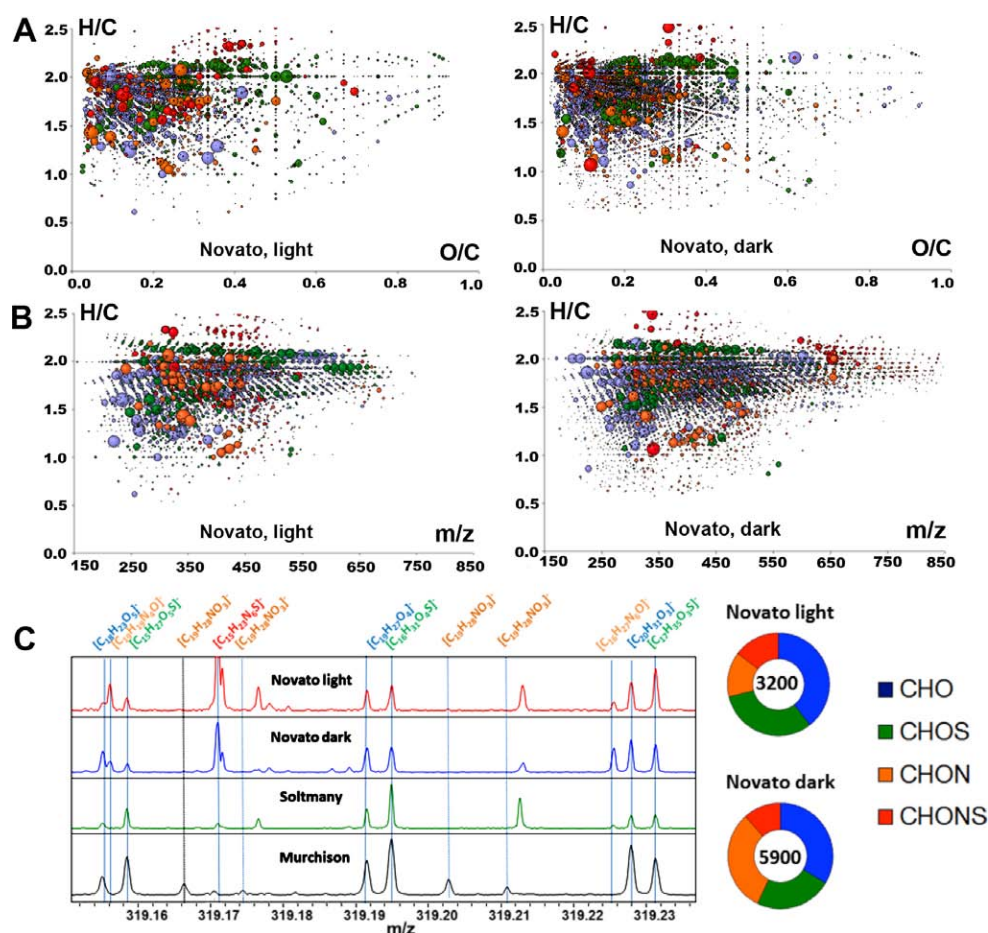 A
H/C
2.5
2.0
1.5
1.0
0.5
0.0
Novato, light
O/C
0.2
0.4
0.6
0.8
1.0
H/C
2.5
2.0
1.5
1.0
0.5
0.0
Novato, dark
O/C
0.2
0.4
0.6
0.8
1.0
B
H/C
2.5
2.0
1.5
1.0
0.5
0.0
Novato, light
m/z
150
250
350
450
550
650
750
850
H/C
2.5
2.0
1.5
1.0
0.5
0.0
Novato, dark
m/z
150
250
350
450
550
650
750
850
C
[C₁₈H₂₃O₅]⁻
[C₁₅H₂₇O₅S]⁻
[C₁₆H₃₁O₄S]⁻
Novato light
Novato dark
Soltmany
Murchison
319.16
319.17
319.18
319.19
319.20
319.21
319.22
319.23
m/z
Novato light
3200
Novato dark
5900
CHO
CHOS
CHON
CHONS